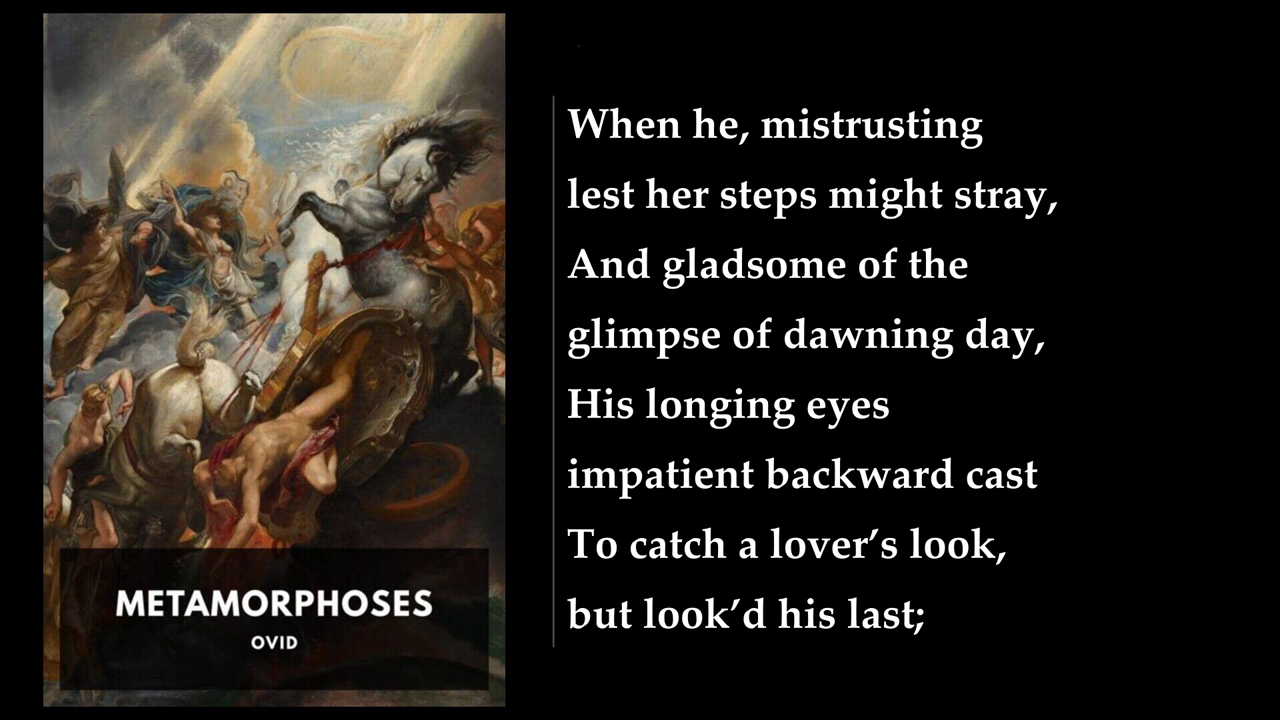 METAMORPHOSES
OVID
When he, mistrusting
lest her steps might stray,
And gladsome of the
glimpse of dawning day,
His longing eyes
impatient backward cast
To catch a lover’s look,
but look’d his last;